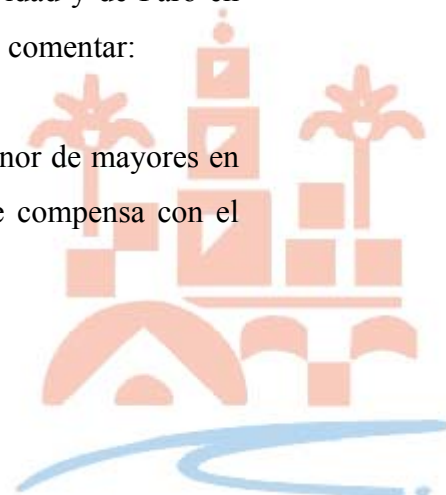 idad y de Paro en
comentar:
nor de mayores en
e compensa con el